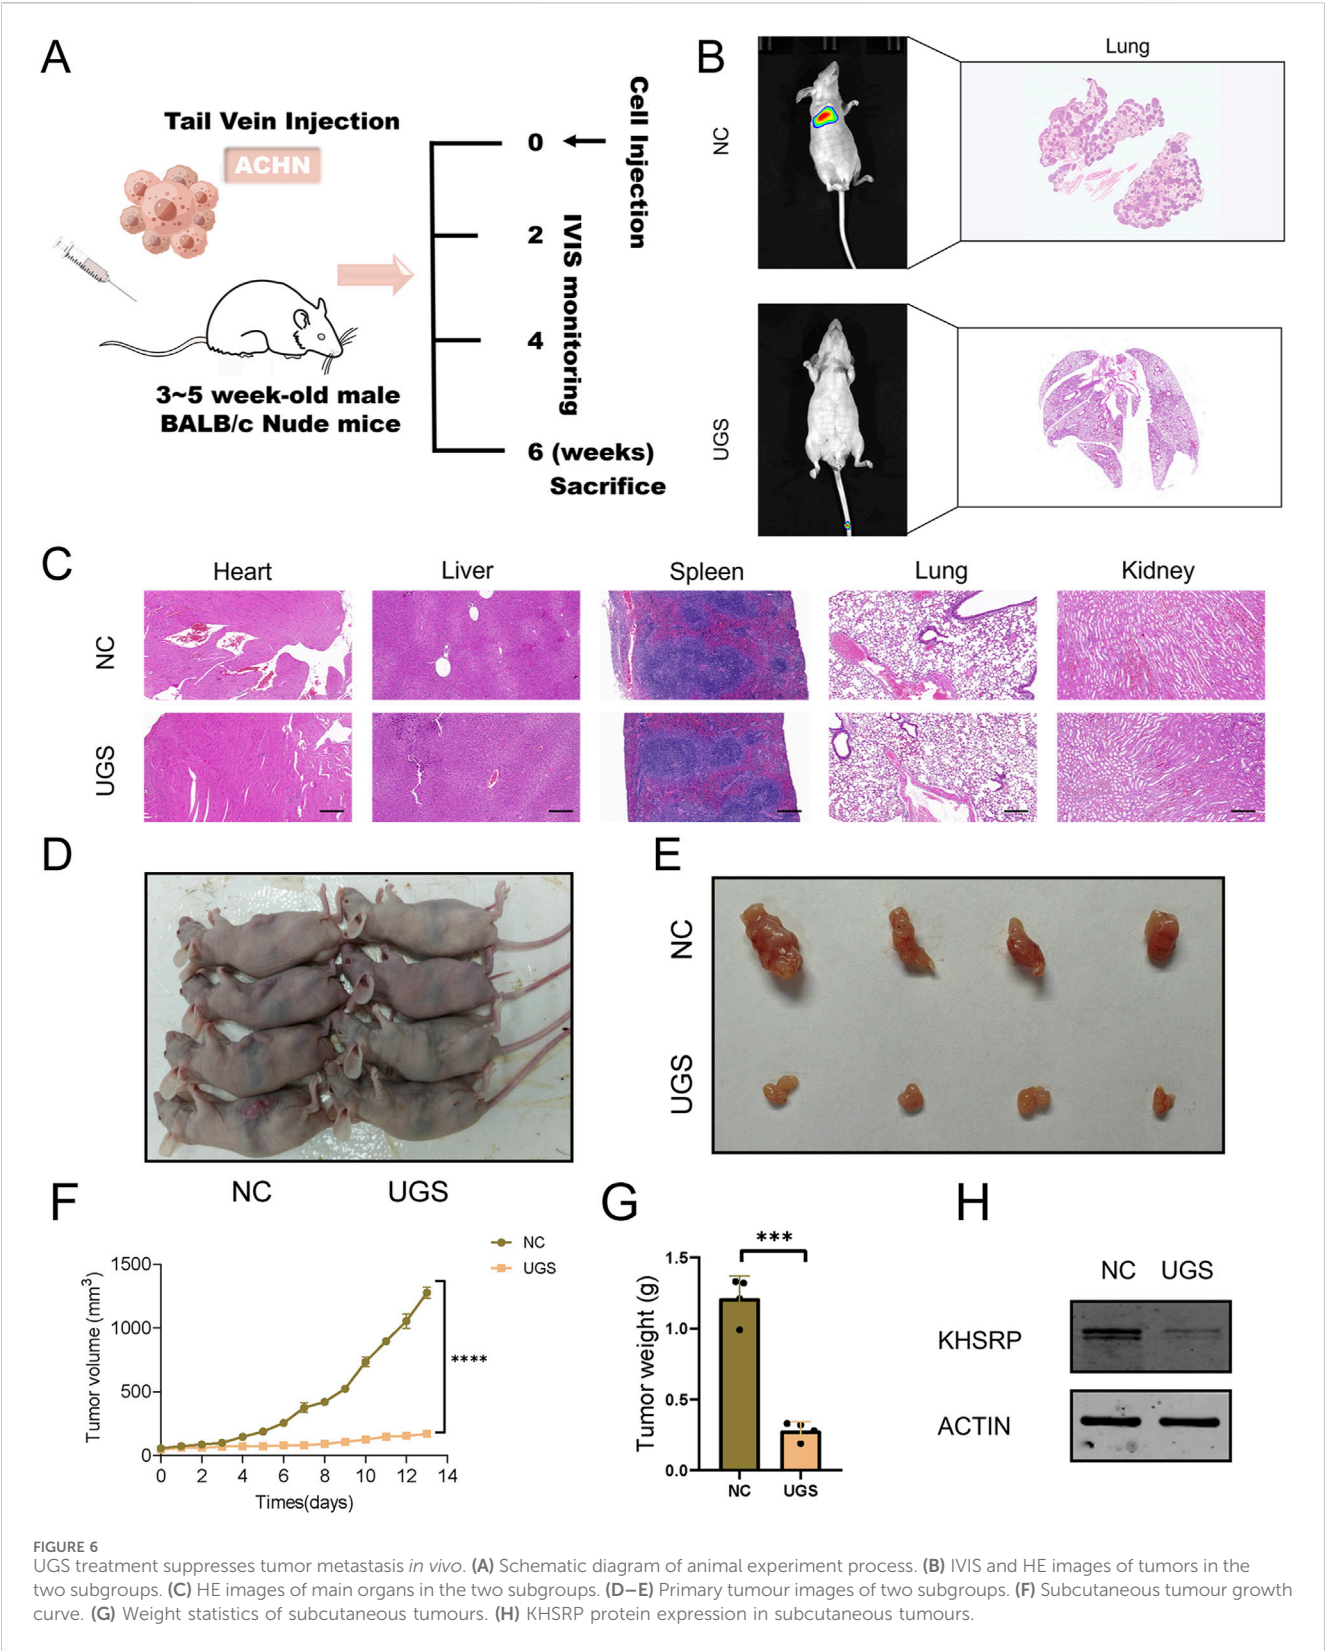 A
Tail Vein Injection
ACHN
3~5 week-old male
BALB/c Nude mice
0
2
4
6 (weeks)
Sacrifice
Cell Injection
IVIS monitoring
B
Lung
NC
UGS
C
Heart Liver Spleen Lung Kidney
NC
UGS
D
NC UGS
E
NC
UGS
F
NC
UGS
Tumor volume (mm³)
1500
1000
500
0
0 2 4 6 8 10 12 14
Times(days)
****
G
***
Tumor weight (g)
1.5
1.0
0.5
0.0
NC UGS
H
NC UGS
KHSRP
ACTIN
FIGURE 6
UGS treatment suppresses tumor metastasis in vivo. (A) Schematic diagram of animal experiment process. (B) IVIS and HE images of tumors in the
two subgroups. (C) HE images of main organs in the two subgroups. (D–E) Primary tumour images of two subgroups. (F) Subcutaneous tumour growth
curve. (G) Weight statistics of subcutaneous tumours. (H) KHSRP protein expression in subcutaneous tumours.